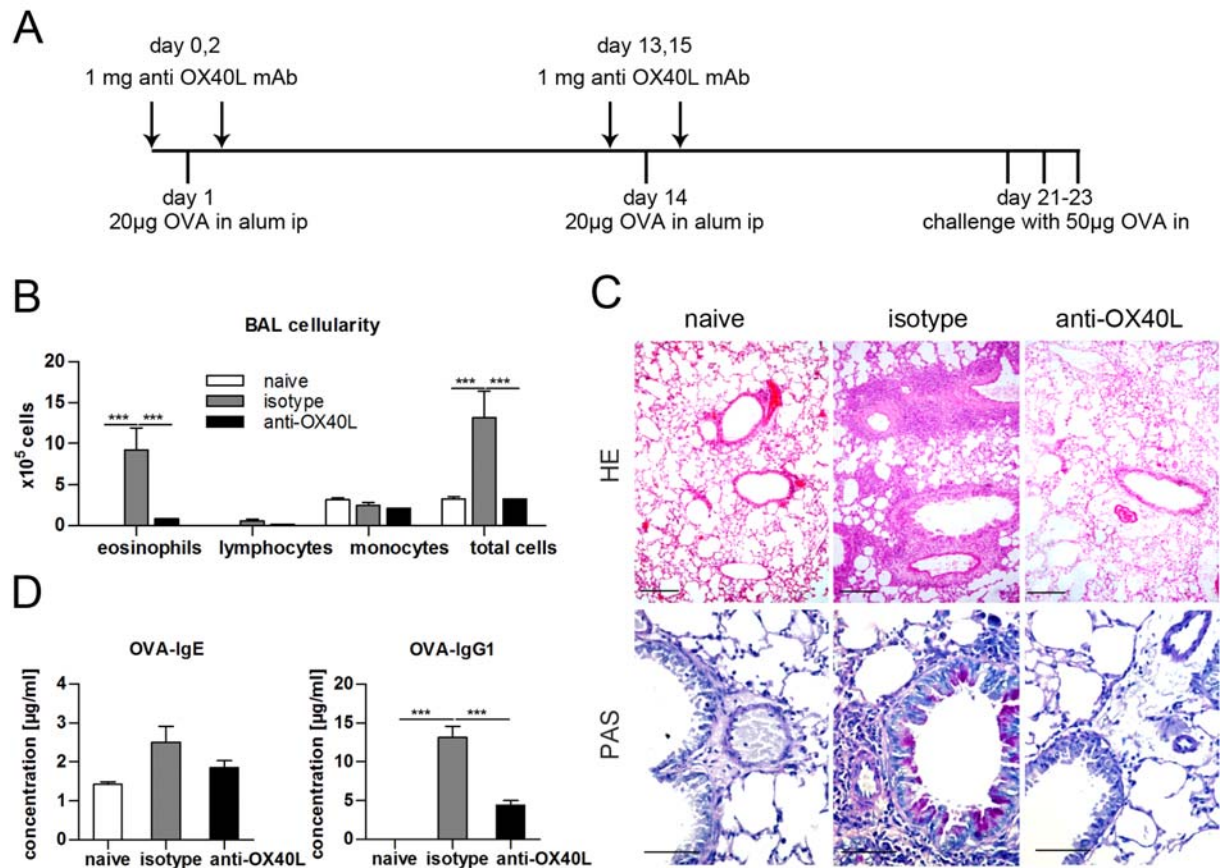 A
day 0,2
1 mg anti OX40L mAb
day 13,15
1 mg anti OX40L mAb
day 1
20µg OVA in alum ip
day 14
20µg OVA in alum ip
day 21-23
challenge with 50µg OVA in
B
BAL cellularity
x10⁵ cells
20
15
10
5
0
naive
isotype
anti-OX40L
*** ***
*** ***
eosinophils lymphocytes monocytes total cells
C
naive isotype anti-OX40L
HE
PAS
D
OVA-IgE
concentration [µg/ml]
4
3
2
1
0
naive isotype anti-OX40L
OVA-IgG1
concentration [µg/ml]
20
15
10
5
0
*** ***
naive isotype anti-OX40L